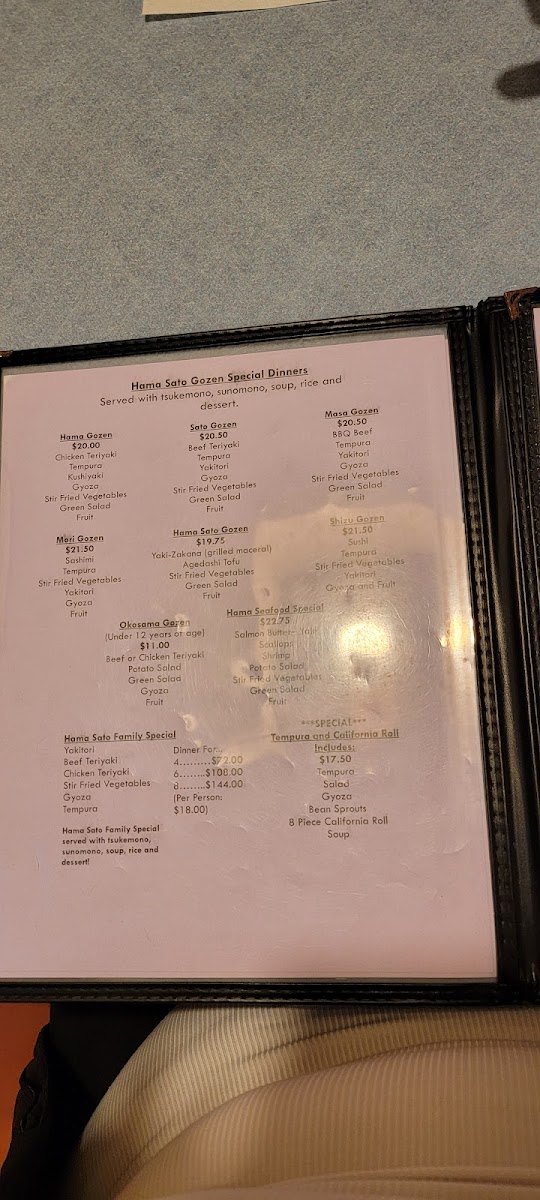 Hama Sato Gozen Special Dinners
Served with tsukemono, sunomono, soup, rice and
dessert.
Hama Gozen
$20.00
Chicken Teriyaki
Tempura
Kushiyaki
Gyoza
Stir Fried Vegetables
Green Salad
Fruit
Sato Gozen
$20.50
Beef Teriyaki
Tempura
Yakitori
Gyoza
Stir Fried Vegetables
Green Salad
Fruit
Masa Gozen
$20.50
BBQ Beef
Tempura
Yakitori
Gyoza
Stir Fried Vegetables
Green Salad
Fruit
Mori Gozen
$21.50
Sashimi
Tempura
Stir Fried Vegetables
Yakitori
Gyoza
Fruit
Hama Sato Gozen
$19.75
Yaki-Zakana (grilled maceral)
Agedashi Tofu
Stir Fried Vegetables
Green Salad
Fruit
Shizu Gozen
$21.50
Sushi
Tempura
Stir Fried Vegetables
Yakitori
Gyoza and Fruit
Okosama Gozen
(Under 12 years of age)
$11.00
Beef or Chicken Teriyaki
Potato Salad
Green Salad
Gyoza
Fruit
Hama Seafood Special
$22.75
Salmon Butter- Yaki
Scallops
Shrimp
Potato Salad
Stir Fried Vegetables
Green Salad
Fruit
Hama Sato Family Special
Yakitori
Beef Teriyaki
Chicken Teriyaki
Stir Fried Vegetables
Gyoza
Tempura
Dinner For...
4.........$72.00
6.......$108.00
8.......$144.00
(Per Person:
$18.00)
Hama Sato Family Special
served with tsukemono,
sunomono, soup, rice and
dessert!
***SPECIAL***
Tempura and California Roll
Includes:
$17.50
Tempura
Salad
Gyoza
Bean Sprouts
8 Piece California Roll
Soup